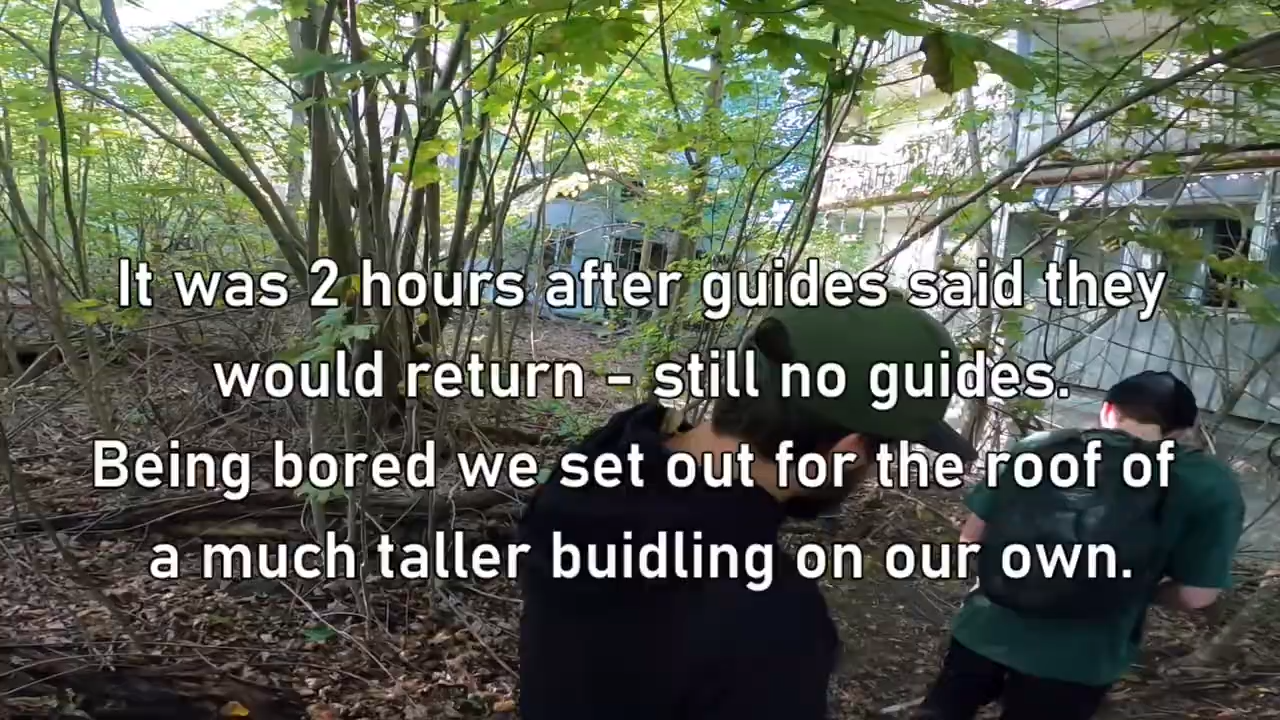 It was 2 hours after guides said they
would return - still no guides.
Being bored we set out for the roof of
a much taller buidling on our own.